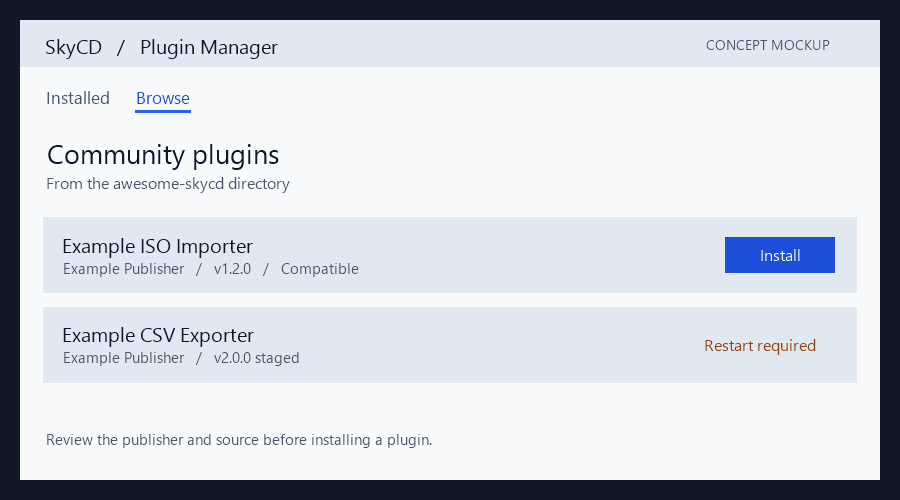 SkyCD / Plugin Manager
CONCEPT MOCKUP
Installed Browse
Community plugins
From the awesome-skycd directory
Example ISO Importer
Example Publisher / v1.2.0 / Compatible
Install
Example CSV Exporter
Example Publisher / v2.0.0 staged
Restart required
Review the publisher and source before installing a plugin.